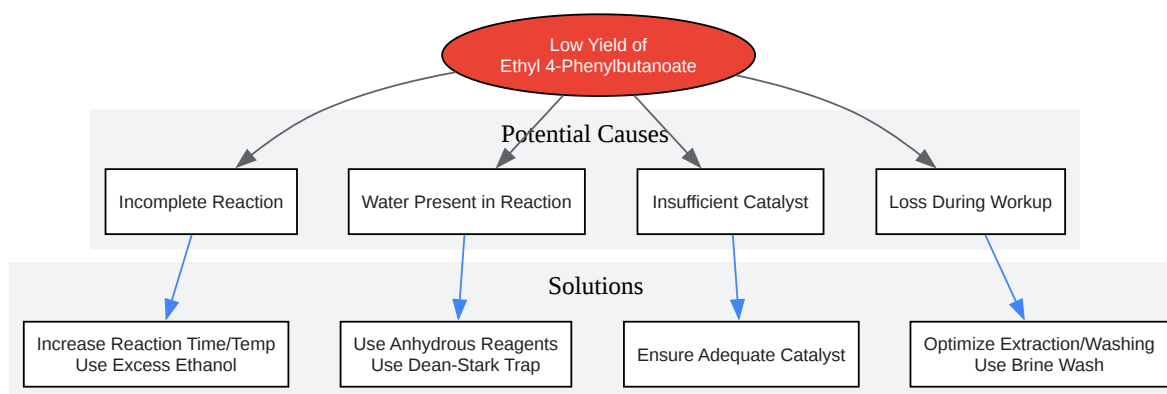 Low Yield of
Ethyl 4-Phenylbutanoate
Potential Causes
Incomplete Reaction
Water Present in Reaction
Insufficient Catalyst
Loss During Workup
Solutions
Increase Reaction Time/Temp
Use Excess Ethanol
Use Anhydrous Reagents
Use Dean-Stark Trap
Ensure Adequate Catalyst
Optimize Extraction/Washing
Use Brine Wash